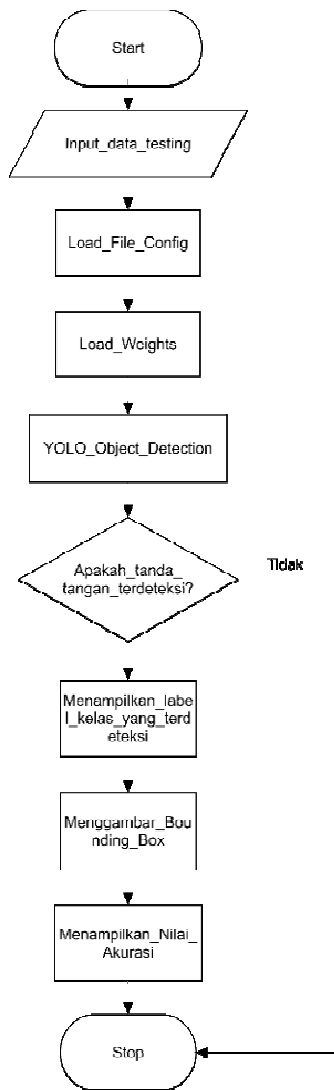 Start
Input_data_testing
Load_File_Config
Load_Weights
YOLO_Object_Detection
Apakah_tanda_
tangan_terdeteksi?
Tidak
Menampilkan_labe
l_kelas_yang_terd
eteksi
Menggambar_Bou
nding_Box
Menampilkan_Nilai_
Akurasi
Stop